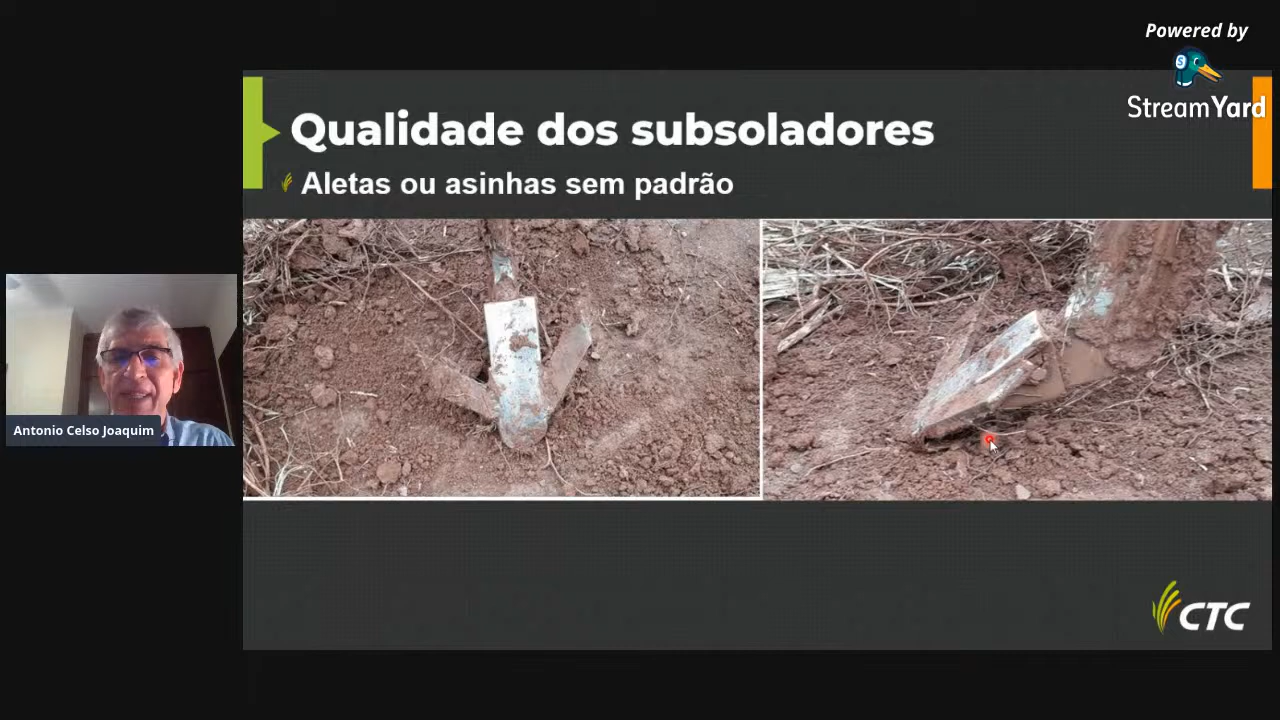 Powered by
StreamYard
Qualidade dos subsoladores
Aletas ou asinhas sem padrão
Antonio Celso Joaquim
CTC